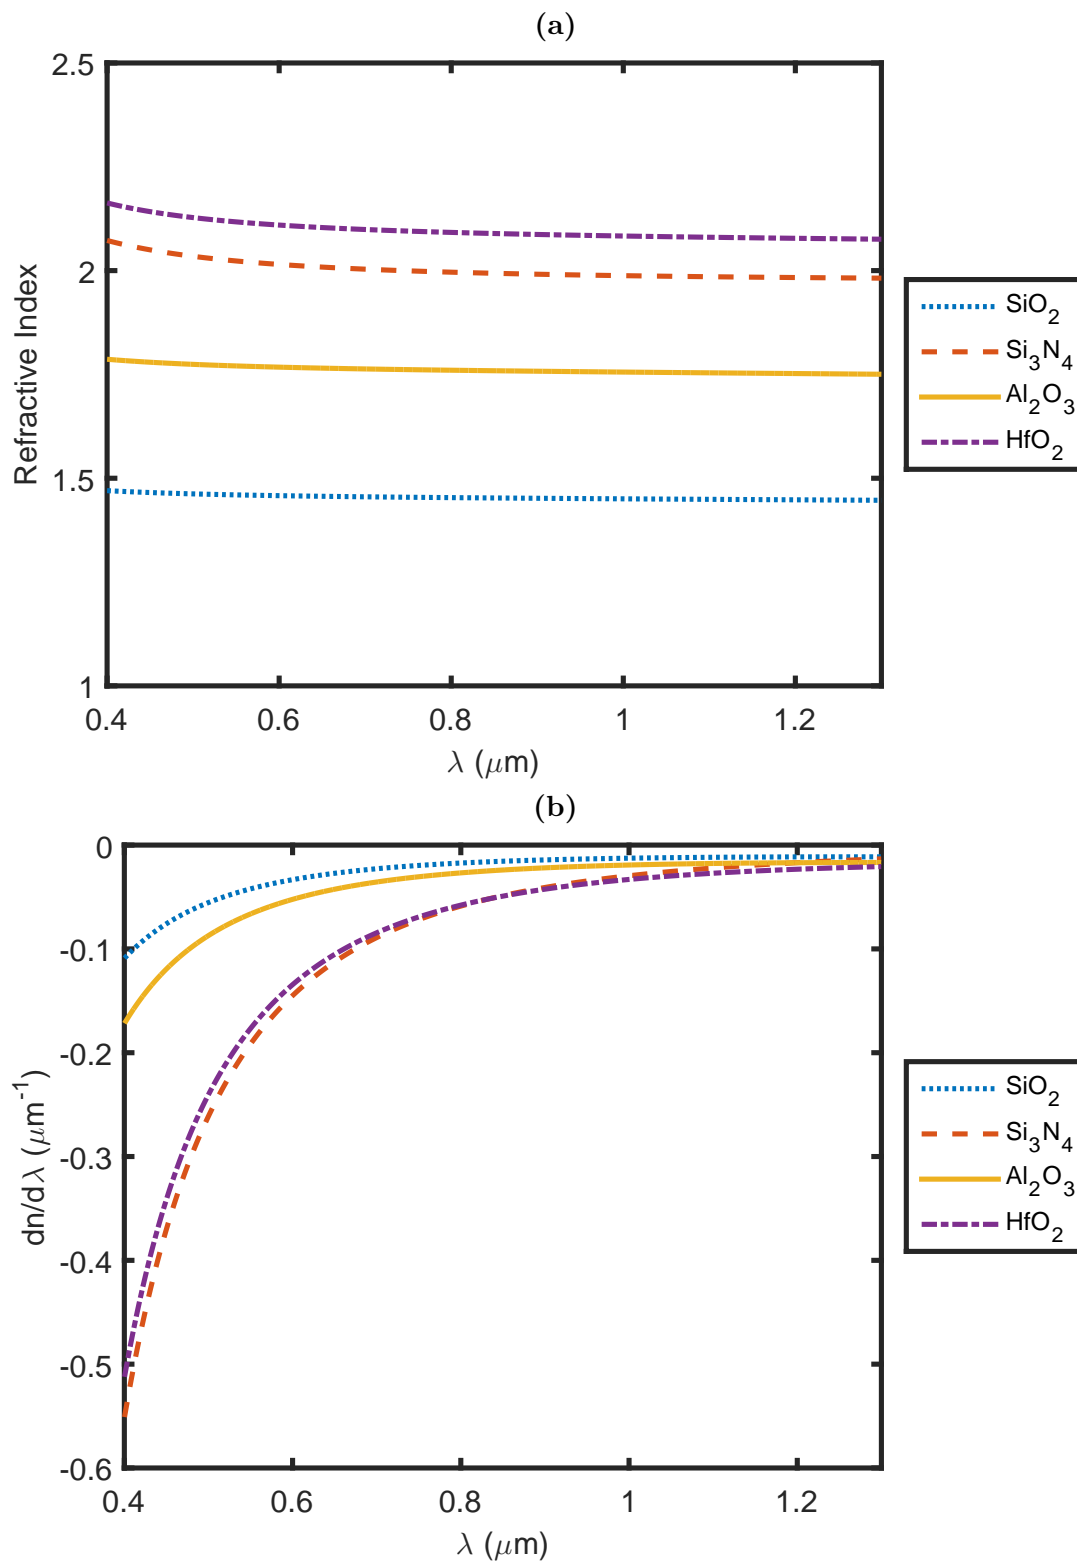 (a)
2.5
2
1.5
1
Refractive Index
0.4 0.6 0.8 1 1.2
λ (μm)
SiO2
Si3N4
Al2O3
HfO2
(b)
0
-0.1
-0.2
-0.3
-0.4
-0.5
-0.6
dn/dλ (μm-1)
0.4 0.6 0.8 1 1.2
λ (μm)
SiO2
Si3N4
Al2O3
HfO2